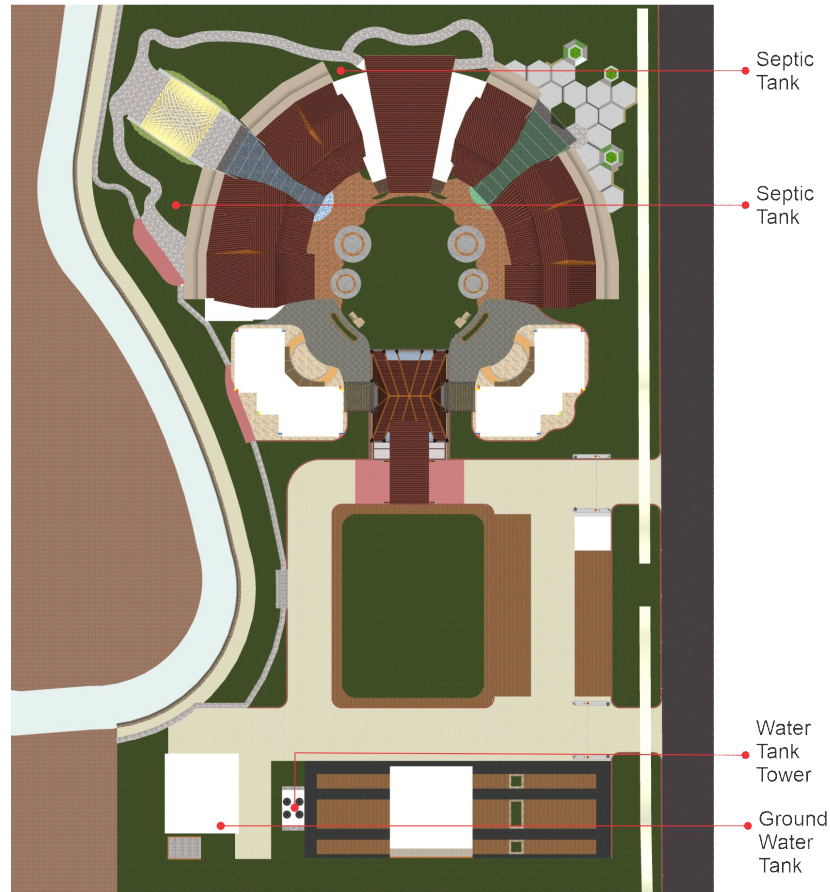 Septic
Tank
Septic
Tank
Water
Tank
Tower
Ground
Water
Tank